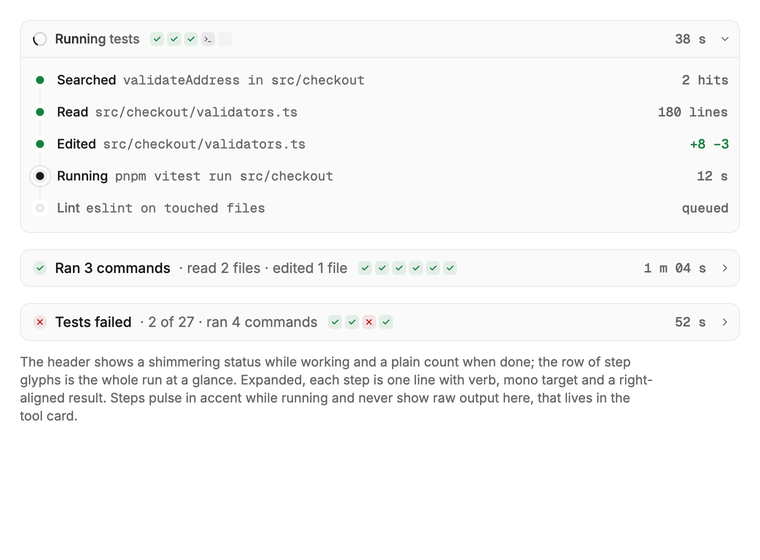 Running tests 38 s
Searched validateAddress in src/checkout 2 hits
Read src/checkout/validators.ts 180 lines
Edited src/checkout/validators.ts +8 −3
Running pnpm vitest run src/checkout 12 s
Lint eslint on touched files queued
Ran 3 commands · read 2 files · edited 1 file 1 m 04 s
Tests failed · 2 of 27 · ran 4 commands 52 s
The header shows a shimmering status while working and a plain count when done; the row of step
glyphs is the whole run at a glance. Expanded, each step is one line with verb, mono target and a right-
aligned result. Steps pulse in accent while running and never show raw output here, that lives in the
tool card.